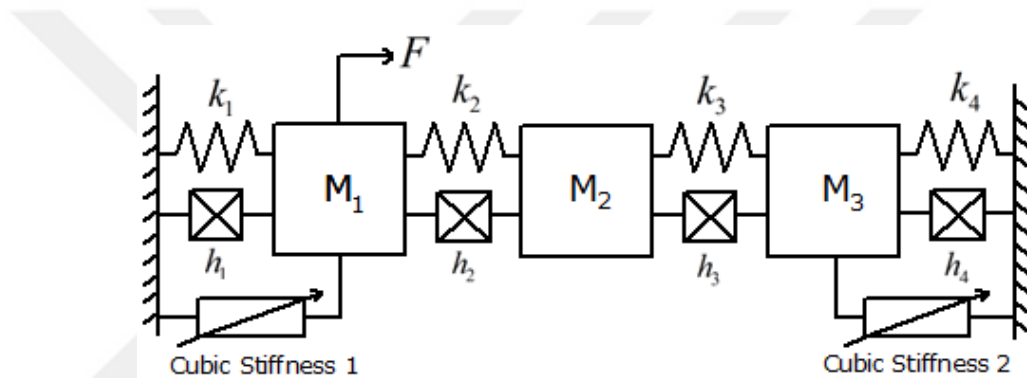 F
k₁
k₂
k₃
k₄
M₁
M₂
M₃
h₁
h₂
h₃
h₄
Cubic Stiffness 1
Cubic Stiffness 2